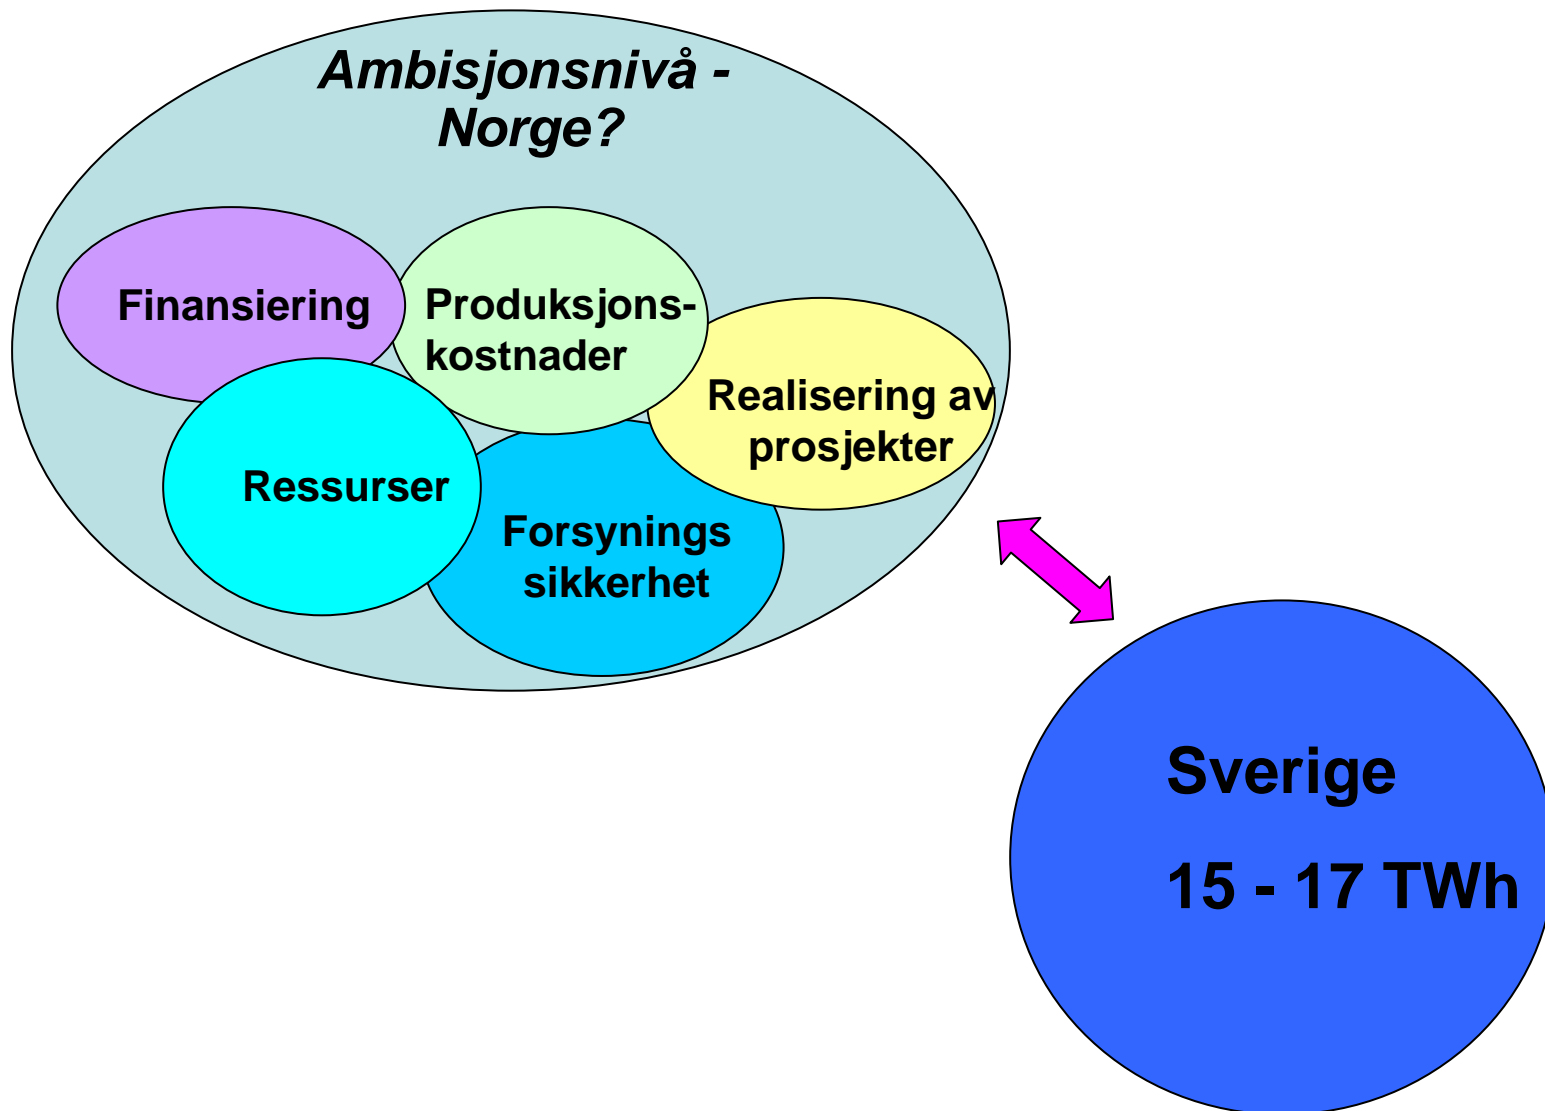 Ambisjonsnivå -
Norge?
Finansiering
Produksjons-
kostnader
Realisering av
prosjekter
Ressurser
Forsynings
sikkerhet
Sverige
15 - 17 TWh